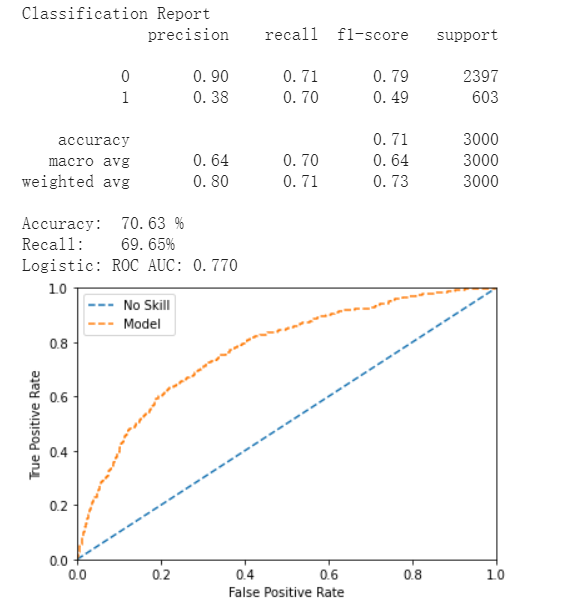 Classification Report
precision recall f1-score support
0 0.90 0.71 0.79 2397
1 0.38 0.70 0.49 603
accuracy 0.71 3000
macro avg 0.64 0.70 0.64 3000
weighted avg 0.80 0.71 0.73 3000
Accuracy: 70.63 %
Recall: 69.65%
Logistic: ROC AUC: 0.770
1.0
No Skill
Model
0.8
0.6
True Positive Rate
0.4
0.2
0.0
0.0 0.2 0.4 0.6 0.8 1.0
False Positive Rate